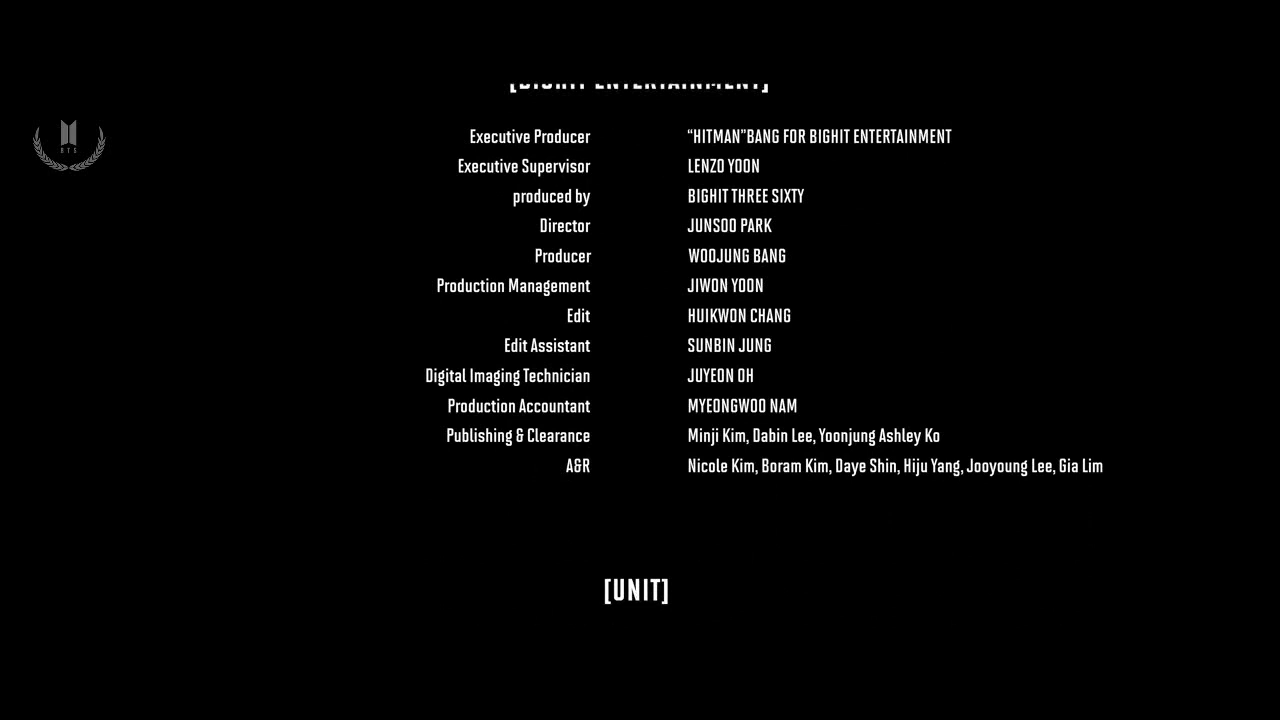 [BIGHIT ENTERTAINMENT]
BTS
Executive Producer “HITMAN”BANG FOR BIGHIT ENTERTAINMENT
Executive Supervisor LENZO YOON
produced by BIGHIT THREE SIXTY
Director JUNSOO PARK
Producer WOOJUNG BANG
Production Management JIWON YOON
Edit HUIKWON CHANG
Edit Assistant SUNBIN JUNG
Digital Imaging Technician JUYEON OH
Production Accountant MYEONGWOO NAM
Publishing & Clearance Minji Kim, Dabin Lee, Yoonjung Ashley Ko
A&R Nicole Kim, Boram Kim, Daye Shin, Hiju Yang, Jooyoung Lee, Gia Lim
[UNIT]